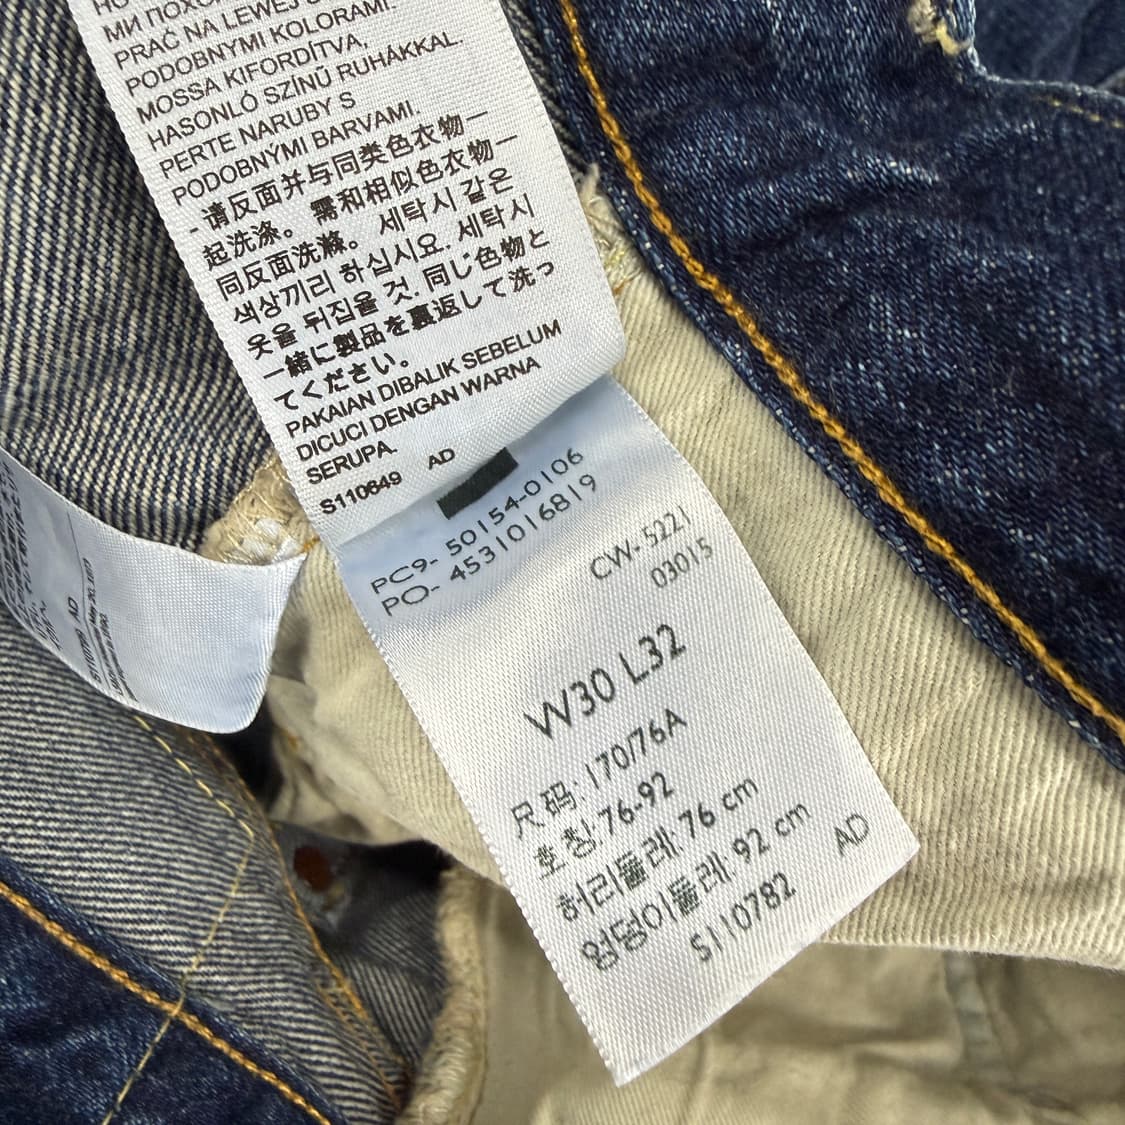 МИ ПОХО
PRAĆ NA LEWEJ S
PODOBNYMI KOLORAMI.
MOSSA KIFORDÍTVA,
HASONLÓ SZÍNŰ RUHÁKKAL.
PERTE NARUBY S
PODOBNÝMI BARVAMI.
- 请反面并与同类色衣物一
起洗涤。需和相似色衣物一
同反面洗滌。세탁시 같은
색상끼리 하십시요. 세탁시
옷을 뒤집을 것. 同じ色物と
一緒に製品を裏返して洗っ
てください。
PAKAIAN DIBALIK SEBELUM
DICUCI DENGAN WARNA
SERUPA.
S110649 AD
PC9- 50154-0106
PO- 4531016819
CW- 5221
03015
W30 L32
尺码: 170/76A
호칭: 76-92
허리둘레: 76 cm
엉덩이둘레: 92 cm
S110782 AD